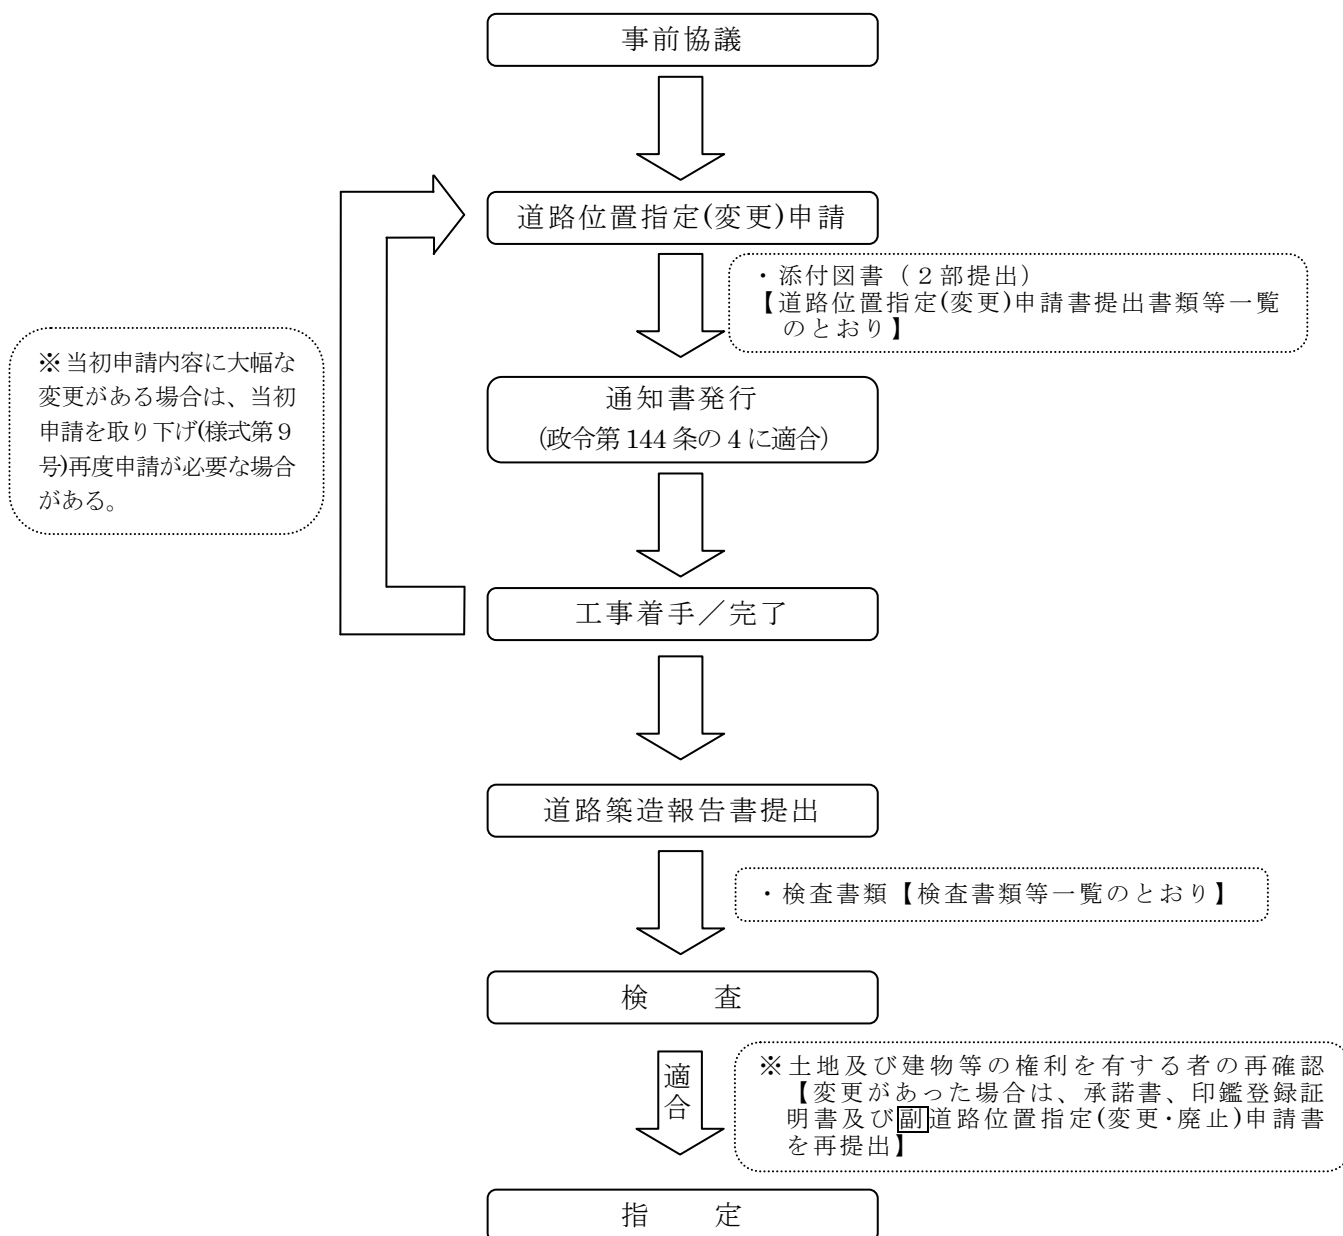 事前協議
道路位置指定(変更)申請
・添付図書（２部提出）
【道路位置指定(変更)申請書提出書類等一覧
のとおり】
※当初申請内容に大幅な
変更がある場合は、当初
申請を取り下げ(様式第９
号)再度申請が必要な場合
がある。
通知書発行
(政令第 144 条の 4 に適合)
工事着手／完了
道路築造報告書提出
・検査書類【検査書類等一覧のとおり】
検　　査
適合
※土地及び建物等の権利を有する者の再確認
【変更があった場合は、承諾書、印鑑登録証
明書及び副道路位置指定(変更・廃止)申請書
を再提出】
指　　定